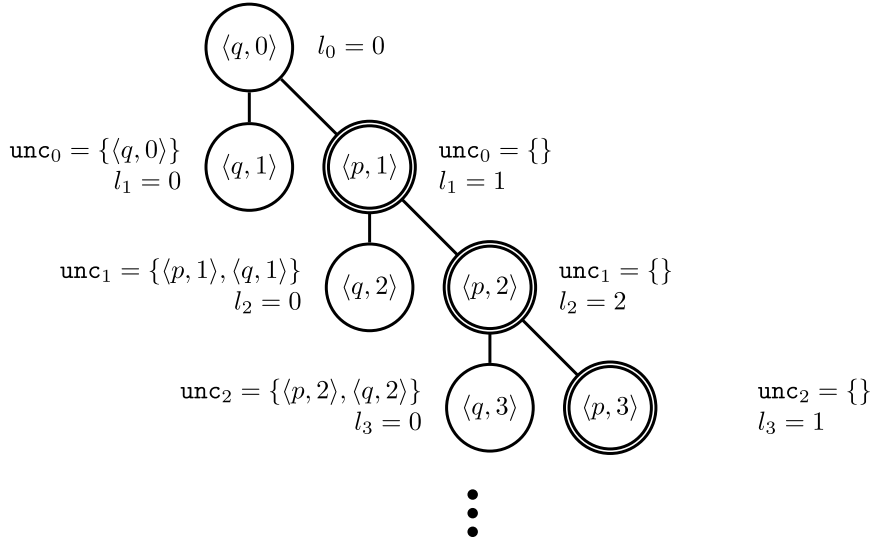 ⟨q, 0⟩ l₀ = 0
unc₀ = {⟨q, 0⟩}
l₁ = 0
⟨q, 1⟩
⟨p, 1⟩
unc₀ = {}
l₁ = 1
unc₁ = {⟨p, 1⟩, ⟨q, 1⟩}
l₂ = 0
⟨q, 2⟩
⟨p, 2⟩
unc₁ = {}
l₂ = 2
unc₂ = {⟨p, 2⟩, ⟨q, 2⟩}
l₃ = 0
⟨q, 3⟩
⟨p, 3⟩
unc₂ = {}
l₃ = 1